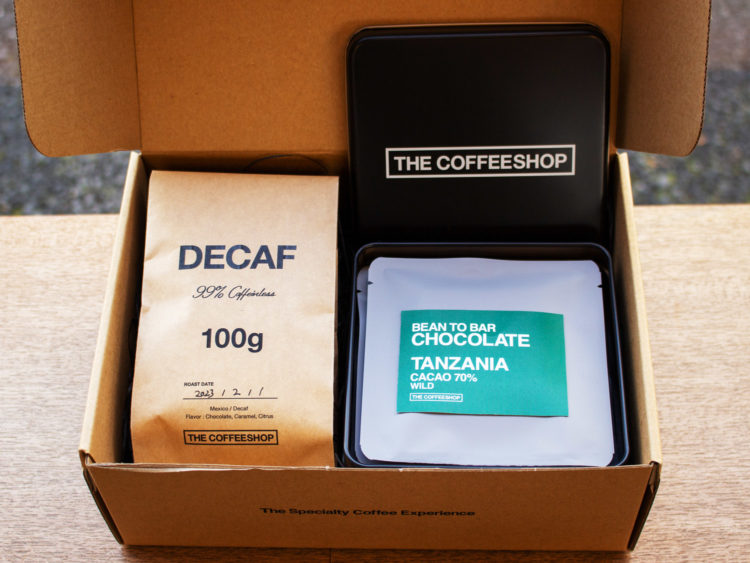 THE COFFEESHOP
DECAF
99% Caffeinless
100g
ROAST DATE
2023 / 2 / 1
Mexico / Decaf
Flavor : Chocolate, Caramel, Citrus
THE COFFEESHOP
BEAN TO BAR
CHOCOLATE
TANZANIA
CACAO 70%
WILD
THE COFFEESHOP
The Specialty Coffee Experience